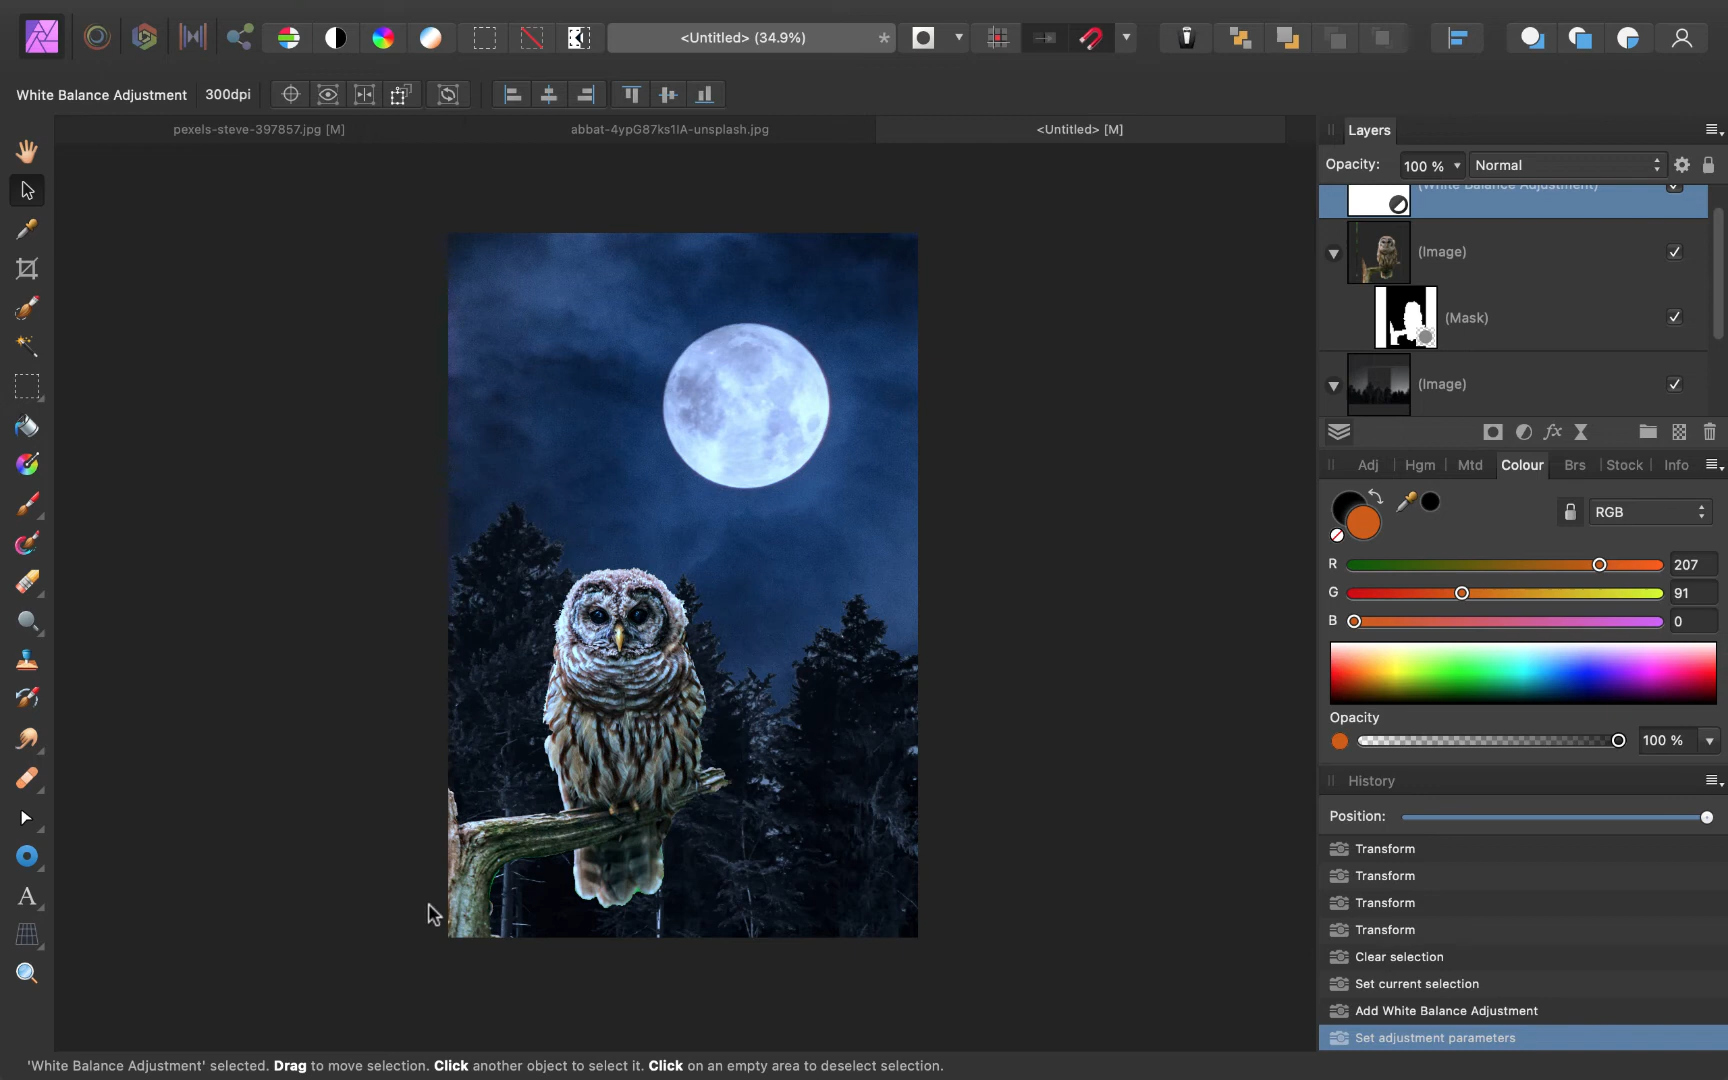 <Untitled> (34.9%)
*
White Balance Adjustment
300dpi
pexels-steve-397857.jpg [M]
abbat-4ypG87ks1IA-unsplash.jpg
<Untitled> [M]
Layers
Opacity:
100 %
Normal
(White Balance Adjustment)
(Image)
(Mask)
(Image)
Adj
Hgm
Mtd
Colour
Brs
Stock
Info
RGB
R
207
G
91
B
0
Opacity
100 %
History
Position:
Transform
Transform
Transform
Transform
Clear selection
Set current selection
Add White Balance Adjustment
Set adjustment parameters
'White Balance Adjustment' selected. Drag to move selection. Click another object to select it. Click on an empty area to deselect selection.